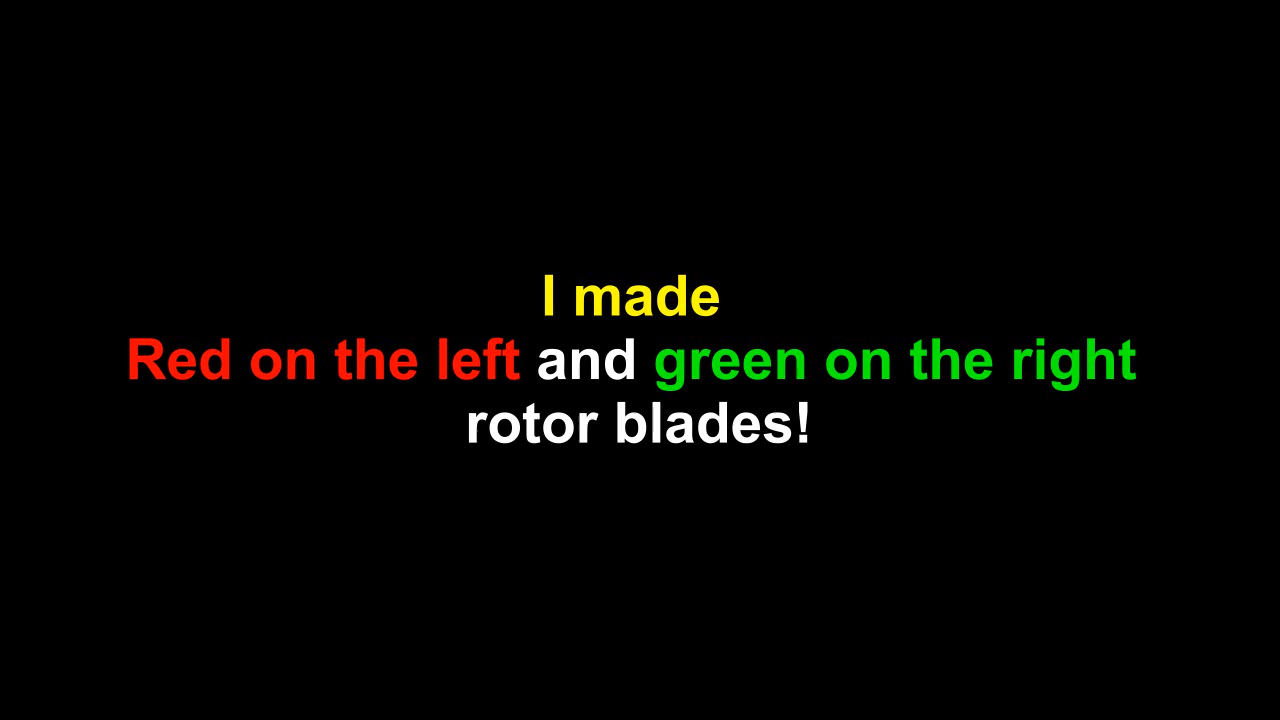 I made
Red on the left and green on the right
rotor blades!